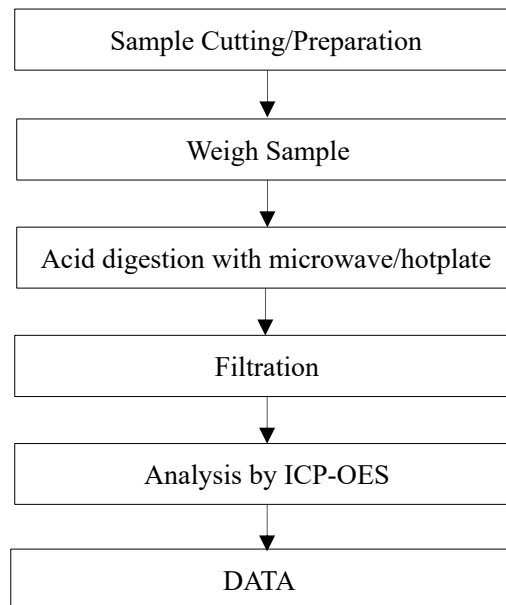 Sample Cutting/Preparation
Weigh Sample
Acid digestion with microwave/hotplate
Filtration
Analysis by ICP-OES
DATA